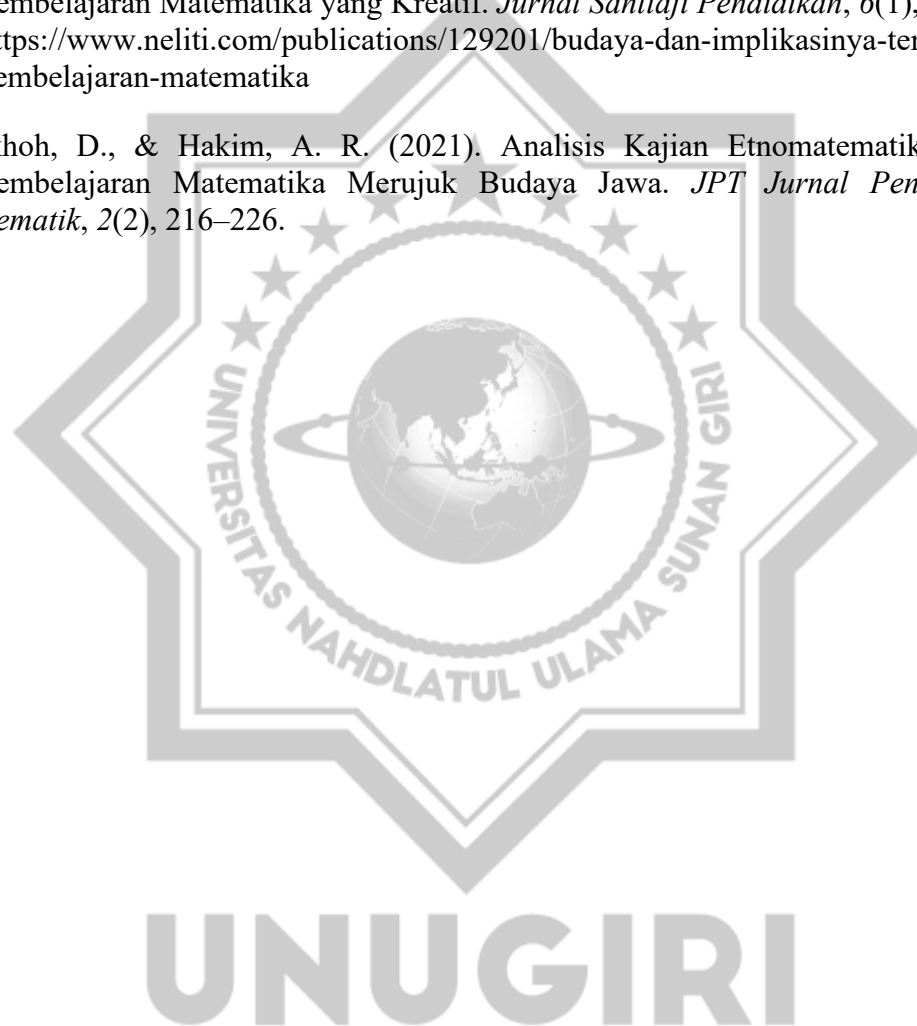 embelajaran Matematika yang Kreatif. Jurnal Sanitaji Pendidikan, 6(1),
ttps://www.neliti.com/publications/129201/budaya-dan-implikasinya-ter
embelajaran-matematika
khoh, D., & Hakim, A. R. (2021). Analisis Kajian Etnomatematik
embelajaran Matematika Merujuk Budaya Jawa. JPT Jurnal Pen
ematik, 2(2), 216–226.
UNIVERSITAS NAHDLATUL ULAMA SUNAN GIRI
UNUGIRI